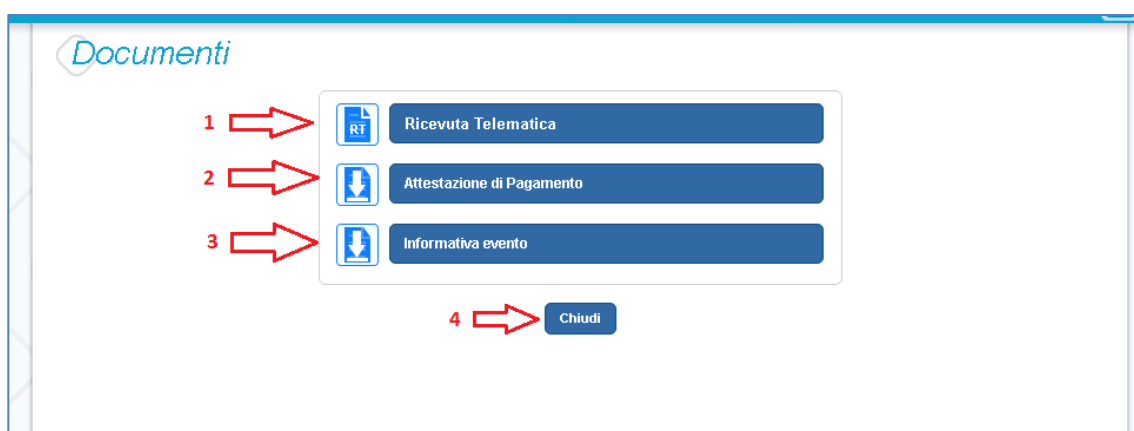 Documenti
1 RT Ricevuta Telematica
2 Attestazione di Pagamento
3 Informativa evento
4 Chiudi